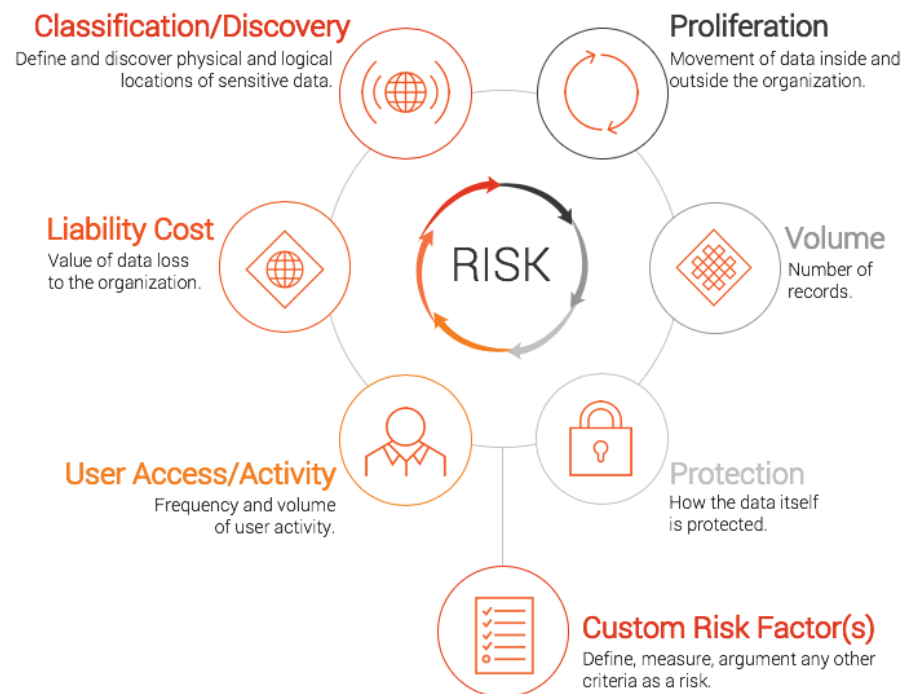 Classification/Discovery
Define and discover physical and logical
locations of sensitive data.
Proliferation
Movement of data inside and
outside the organization.
Liability Cost
Value of data loss
to the organization.
RISK
Volume
Number of
records.
User Access/Activity
Frequency and volume
of user activity.
Protection
How the data itself
is protected.
Custom Risk Factor(s)
Define, measure, argument any other
criteria as a risk.